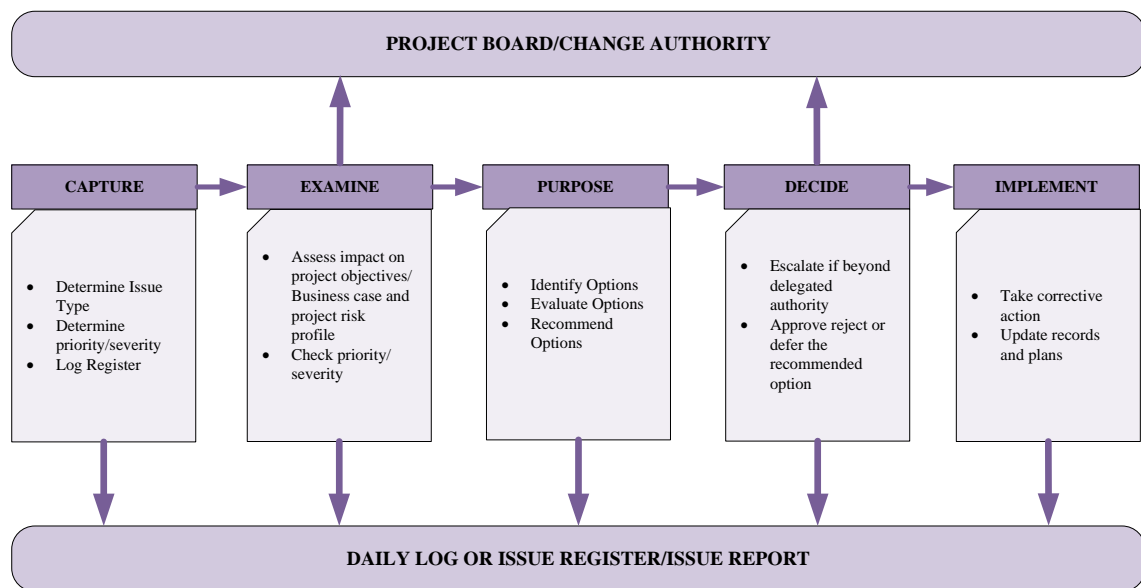 PROJECT BOARD/CHANGE AUTHORITY
CAPTURE
• Determine Issue
Type
• Determine
priority/severity
• Log Register
EXAMINE
• Assess impact on
project objectives/
Business case and
project risk
profile
• Check priority/
severity
PURPOSE
• Identify Options
• Evaluate Options
• Recommend
Options
DECIDE
• Escalate if beyond
delegated
authority
• Approve reject or
defer the
recommended
option
IMPLEMENT
• Take corrective
action
• Update records
and plans
DAILY LOG OR ISSUE REGISTER/ISSUE REPORT